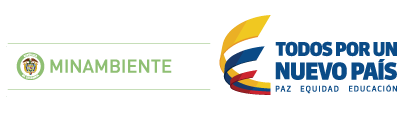 MINAMBIENTE
TODOS POR UN
NUEVO PAÍS
PAZ EQUIDAD EDUCACIÓN